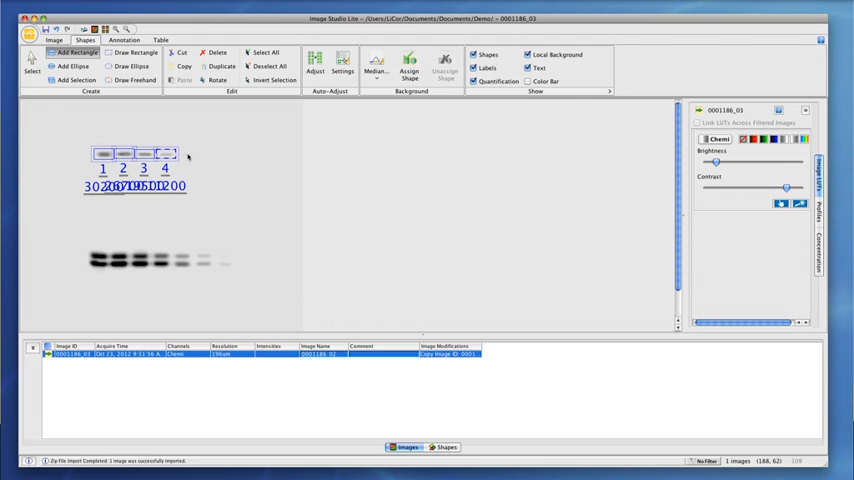 Image Studio Lite – /Users/LiCor/Documents/Documents/Demo/ – 0001186_03
Image Shapes Annotation Table
Add Rectangle Draw Rectangle Cut Delete Select All Shapes Local Background
Select Add Ellipse Draw Ellipse Copy Duplicate Deselect All Adjust Settings Median... Assign Shape Unassign Shape Labels Text
Add Selection Draw Freehand Paste Rotate Invert Selection Quantification Color Bar
Create Edit Auto-Adjust Background Show
0001186_03
Link LUTs Across Filtered Images
Chemi
Brightness
Contrast
Image LUTs
Profiles
Concentration
1 2 3 4
Image ID Acquire Time Channels Resolution Intensities Image Name Comment Image Modifications
0001186_03 Oct 23, 2012 9:31:56 A... Chemi 196um 0001186_02 Copy Image ID: 0001...
Images Shapes
Zip File Import Completed: 1 image was successfully imported.
No Filter 1 images (188, 62) 109